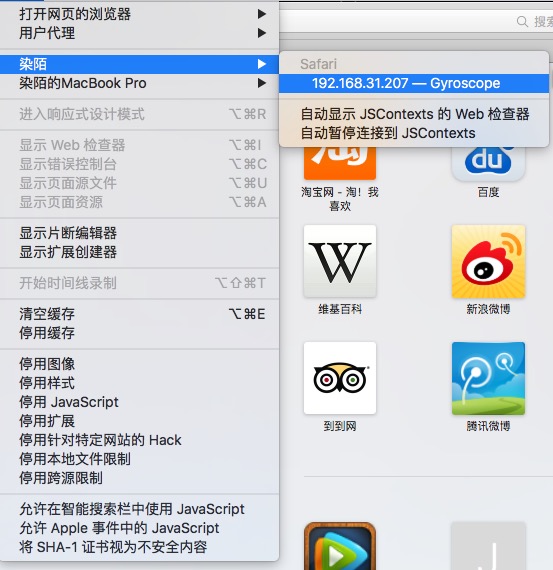 打开网页的浏览器
用户代理
染陌
染陌的MacBook Pro
进入响应式设计模式 ⌥⌘R
显示 Web 检查器 ⌥⌘I
显示错误控制台 ⌥⌘C
显示页面源文件 ⌥⌘U
显示页面资源 ⌥⌘A
显示片断编辑器
显示扩展创建器
开始时间线录制 ⌥⇧⌘T
清空缓存 ⌥⌘E
停用缓存
停用图像
停用样式
停用 JavaScript
停用扩展
停用针对特定网站的 Hack
停用本地文件限制
停用跨源限制
允许在智能搜索栏中使用 JavaScript
允许 Apple 事件中的 JavaScript
将 SHA-1 证书视为不安全内容
搜索
Safari
192.168.31.207 — Gyroscope
自动显示 JSContexts 的 Web 检查器
自动暂停连接到 JSContexts
淘
du
淘宝网 - 淘！我
喜欢
百度
W
维基百科
新浪微博
到到网
腾讯微博
J